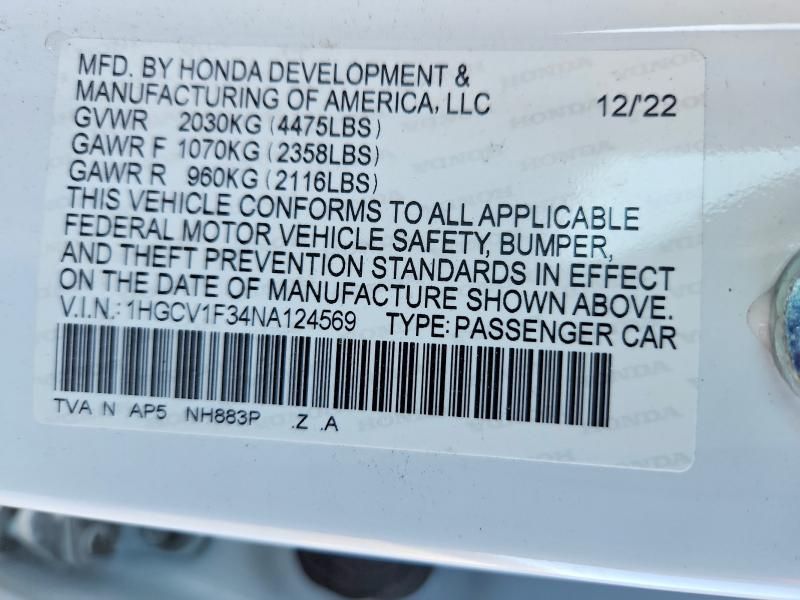 MFD. BY HONDA DEVELOPMENT &
MANUFACTURING OF AMERICA, LLC 12/'22
GVWR 2030KG (4475LBS)
GAWR F 1070KG (2358LBS)
GAWR R 960KG (2116LBS)
THIS VEHICLE CONFORMS TO ALL APPLICABLE
FEDERAL MOTOR VEHICLE SAFETY, BUMPER,
AND THEFT PREVENTION STANDARDS IN EFFECT
ON THE DATE OF MANUFACTURE SHOWN ABOVE.
V.I.N.: 1HGCV1F34NA124569 TYPE: PASSENGER CAR
TVA N AP5 NH883P .Z .A